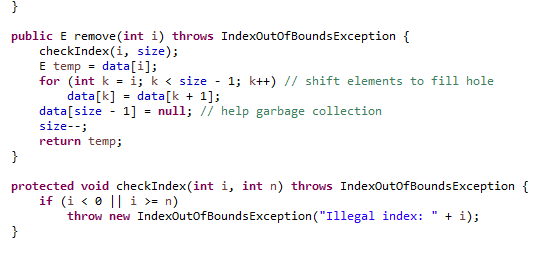 }
public E remove(int i) throws IndexOutOfBoundsException {
    checkIndex(i, size);
    E temp = data[i];
    for (int k = i; k < size - 1; k++) // shift elements to fill hole
        data[k] = data[k + 1];
    data[size - 1] = null; // help garbage collection
    size--;
    return temp;
}
protected void checkIndex(int i, int n) throws IndexOutOfBoundsException {
    if (i < 0 || i >= n)
        throw new IndexOutOfBoundsException("Illegal index: " + i);
}